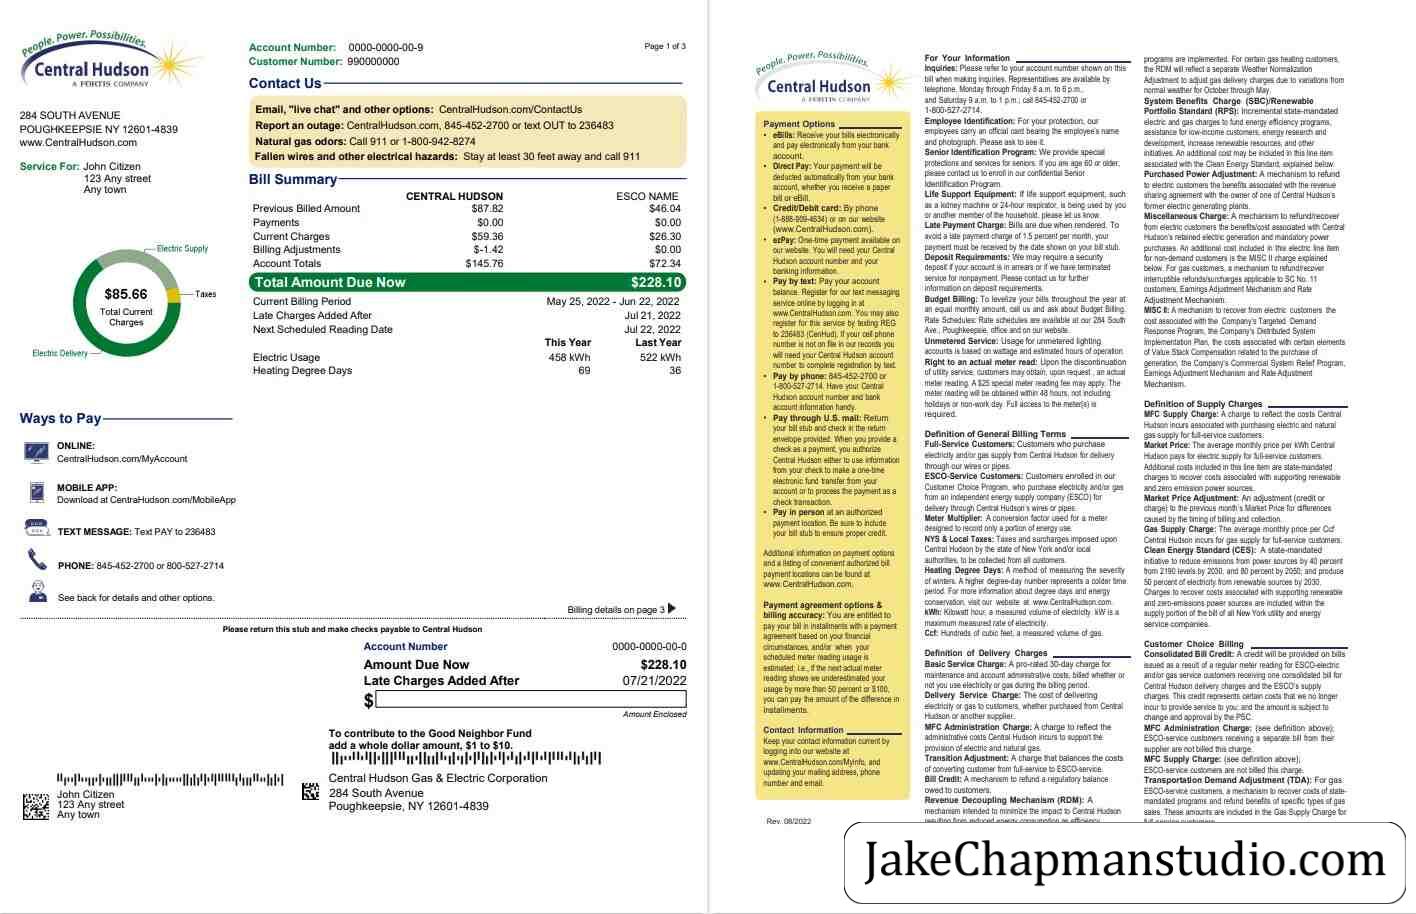 People. Power. Possibilities.
Central Hudson
A FORTIS COMPANY
284 SOUTH AVENUE
POUGHKEEPSIE NY 12601-4839
www.CentralHudson.com
Service For: John Citizen
123 Any street
Any town
Account Number: 0000-0000-00-9
Customer Number: 990000000
Page 1 of 3
Contact Us
Email, "live chat" and other options: CentralHudson.com/ContactUs
Report an outage: CentralHudson.com, 845-452-2700 or text OUT to 236483
Natural gas odors: Call 911 or 1-800-942-8274
Fallen wires and other electrical hazards: Stay at least 30 feet away and call 911
Bill Summary
CENTRAL HUDSON ESCO NAME
Previous Billed Amount $87.82 $46.04
Payments $0.00 $0.00
Current Charges $59.36 $26.30
Billing Adjustments $-1.42 $0.00
Account Totals $145.76 $72.34
Total Amount Due Now $228.10
Current Billing Period May 25, 2022 - Jun 22, 2022
Late Charges Added After Jul 21, 2022
Next Scheduled Reading Date Jul 22, 2022
This Year Last Year
Electric Usage 458 kWh 522 kWh
Heating Degree Days 69 36
Electric Supply
$85.66
Total Current
Charges
Taxes
Electric Delivery
Ways to Pay
ONLINE:
CentralHudson.com/MyAccount
MOBILE APP:
Download at CentralHudson.com/MobileApp
TEXT MESSAGE: Text PAY to 236483
PHONE: 845-452-2700 or 800-527-2714
See back for details and other options.
Billing details on page 3
Please return this stub and make checks payable to Central Hudson
Account Number 0000-0000-00-0
Amount Due Now $228.10
Late Charges Added After 07/21/2022
$
Amount Enclosed
To contribute to the Good Neighbor Fund
add a whole dollar amount, $1 to $10.
Central Hudson Gas & Electric Corporation
284 South Avenue
Poughkeepsie, NY 12601-4839
John Citizen
123 Any street
Any town
People. Power. Possibilities.
Central Hudson
A FORTIS COMPANY
Payment Options
• eBills: Receive your bills electronically
and pay electronically from your bank
account.
• Direct Pay: Your payment will be
deducted automatically from your bank
account, whether you receive a paper
bill or eBill.
• Credit/Debit card: By phone
(1-888-909-4634) or on our website
(www.CentralHudson.com).
• ezPay: One-time payment available on
our website. You will need your Central
Hudson account number and your
banking information.
• Pay by text: Pay your account
balance. Register for our text messaging
service online by logging in at
www.CentralHudson.com. You may also
register for this service by texting REG
to 236483 (CenHud). If your cell phone
number is not on file in our records you
will need your Central Hudson account
number to complete registration by text.
• Pay by phone: 845-452-2700 or
1-800-527-2714. Have your Central
Hudson account number and bank
account information handy.
• Pay through U.S. mail: Return
your bill stub and check in the return
envelope provided. When you provide a
check as a payment, you authorize
Central Hudson either to use information
from your check to make a one-time
electronic fund transfer from your
account or to process the payment as a
check transaction.
• Pay in person at an authorized
payment location. Be sure to include
your bill stub to ensure proper credit.
Additional information on payment options
and a listing of convenient authorized bill
payment locations can be found at
www.CentralHudson.com.
Payment agreement options &
billing accuracy: You are entitled to
pay your bill in installments with a payment
agreement based on your financial
circumstances, and/or when your
scheduled meter reading usage is
estimated; i.e., if the next actual meter
reading shows we underestimated your
usage by more than 50 percent or $100,
you can pay the amount of the difference in
installments.
Contact Information
Keep your contact information current by
logging into our website at
www.CentralHudson.com/MyInfo, and
updating your mailing address, phone
number and email.
Rev. 08/2022
For Your Information
Inquiries: Please refer to your account number shown on this
bill when making inquiries. Representatives are available by
telephone, Monday through Friday 8 a.m. to 6 p.m.,
and Saturday 9 a.m. to 1 p.m.; call 845-452-2700 or
1-800-527-2714.
Employee Identification: For your protection, our
employees carry an official card bearing the employee's name
and photograph. Please ask to see it.
Senior Identification Program: We provide special
protections and services for seniors. If you are age 60 or older,
please contact us to enroll in our confidential Senior
Identification Program.
Life Support Equipment: If life support equipment, such
as a kidney machine or 24-hour respirator, is being used by you
or another member of the household, please let us know.
Late Payment Charge: Bills are due when rendered. To
avoid a late payment charge of 1.5 percent per month, your
payment must be received by the date shown on your bill stub.
Deposit Requirements: We may require a security
deposit if your account is in arrears or if we have terminated
service for nonpayment. Please contact us for further
information on deposit requirements.
Budget Billing: To levelize your bills throughout the year at
an equal monthly amount, call us and ask about Budget Billing.
Rate Schedules: Rate schedules are available at our 284 South
Ave., Poughkeepsie, office and on our website.
Unmetered Service: Usage for unmetered lighting
accounts is based on wattage and estimated hours of operation.
Right to an actual meter read: Upon the discontinuation
of utility service, customers may obtain, upon request , an actual
meter reading. A $25 special meter reading fee may apply. The
meter reading will be obtained within 48 hours, not including
holidays or non-work day. Full access to the meter(s) is
required.
Definition of General Billing Terms
Full-Service Customers: Customers who purchase
electricity and/or gas supply from Central Hudson for delivery
through our wires or pipes.
ESCO-Service Customers: Customers enrolled in our
Customer Choice Program, who purchase electricity and/or gas
from an independent energy supply company (ESCO) for
delivery through Central Hudson's wires or pipes.
Meter Multiplier: A conversion factor used for a meter
designed to record only a portion of energy use.
NYS & Local Taxes: Taxes and surcharges imposed upon
Central Hudson by the state of New York and/or local
authorities, to be collected from all customers.
Heating Degree Days: A method of measuring the severity
of winters. A higher degree-day number represents a colder time
period. For more information about degree days and energy
conservation, visit our website at www.CentralHudson.com.
kWh: Kilowatt hour, a measured volume of electricity. kW is a
maximum measured rate of electricity.
Ccf: Hundreds of cubic feet, a measured volume of gas.
Definition of Delivery Charges
Basic Service Charge: A pro-rated 30-day charge for
maintenance and account administrative costs, billed whether or
not you use electricity or gas during the billing period.
Delivery Service Charge: The cost of delivering
electricity or gas to customers, whether purchased from Central
Hudson or another supplier.
MFC Administration Charge: A charge to reflect the
administrative costs Central Hudson incurs to support the
provision of electric and natural gas.
Transition Adjustment: A charge that balances the costs
of converting customer from full-service to ESCO-service.
Bill Credit: A mechanism to refund a regulatory balance
owed to customers.
Revenue Decoupling Mechanism (RDM): A
mechanism intended to minimize the impact to Central Hudson
resulting from reduced energy consumption as efficiency
programs are implemented. For certain gas heating customers,
the RDM will reflect a separate Weather Normalization
Adjustment to adjust gas delivery charges due to variations from
normal weather for October through May.
System Benefits Charge (SBC)/Renewable
Portfolio Standard (RPS): Incremental state-mandated
electric and gas charges to fund energy efficiency programs,
assistance for low-income customers, energy research and
development, increase renewable resources, and other
initiatives. An additional cost may be included in this line item
associated with the Clean Energy Standard, explained below.
Purchased Power Adjustment: A mechanism to refund
to electric customers the benefits associated with the revenue
sharing agreement with the owner of one of Central Hudson's
former electric generating plants.
Miscellaneous Charge: A mechanism to refund/recover
from electric customers the benefits/cost associated with Central
Hudson's retained electric generation and mandatory power
purchases. An additional cost included in this electric line item
for non-demand customers is the MISC II charge explained
below. For gas customers, a mechanism to refund/recover
interruptible refunds/surcharges applicable to SC No. 11
customers, Earnings Adjustment Mechanism and Rate
Adjustment Mechanism.
MISC II: A mechanism to recover from electric customers the
cost associated with the Company's Targeted Demand
Response Program, the Company's Distributed System
Implementation Plan, the costs associated with certain elements
of Value Stack Compensation related to the purchase of
generation, the Company's Commercial System Relief Program,
Earnings Adjustment Mechanism and Rate Adjustment
Mechanism.
Definition of Supply Charges
MFC Supply Charge: A charge to reflect the costs Central
Hudson incurs associated with purchasing electric and natural
gas supply for full-service customers.
Market Price: The average monthly price per kWh Central
Hudson pays for electric supply for full-service customers.
Additional costs included in this line item are state-mandated
charges to recover costs associated with supporting renewable
and zero emission power sources.
Market Price Adjustment: An adjustment (credit or
charge) to the previous month's Market Price for differences
caused by the timing of billing and collection.
Gas Supply Charge: The average monthly price per Ccf
Central Hudson incurs for gas supply for full-service customers.
Clean Energy Standard (CES): A state-mandated
initiative to reduce emissions from power sources by 40 percent
from 2190 levels by 2030, and 80 percent by 2050; and produce
50 percent of electricity from renewable sources by 2030.
Charges to recover costs associated with supporting renewable
and zero-emissions power sources are included within the
supply portion of the bill of all New York utility and energy
service companies.
Customer Choice Billing
Consolidated Bill Credit: A credit will be provided on bills
issued as a result of a regular meter reading for ESCO-electric
and/or gas service customers receiving one consolidated bill for
Central Hudson delivery charges and the ESCO's supply
charges. This credit represents certain costs that we no longer
incur to provide service to you; and the amount is subject to
change and approval by the PSC.
MFC Administration Charge: (see definition above);
ESCO-service customers receiving a separate bill from their
supplier are not billed this charge.
MFC Supply Charge: (see definition above);
ESCO-service customers are not billed this charge.
Transportation Demand Adjustment (TDA): For gas
ESCO-service customers, a mechanism to recover costs of state-
mandated programs and refund benefits of specific types of gas
sales. These amounts are included in the Gas Supply Charge for
full-service customers.
JakeChapmanstudio.com